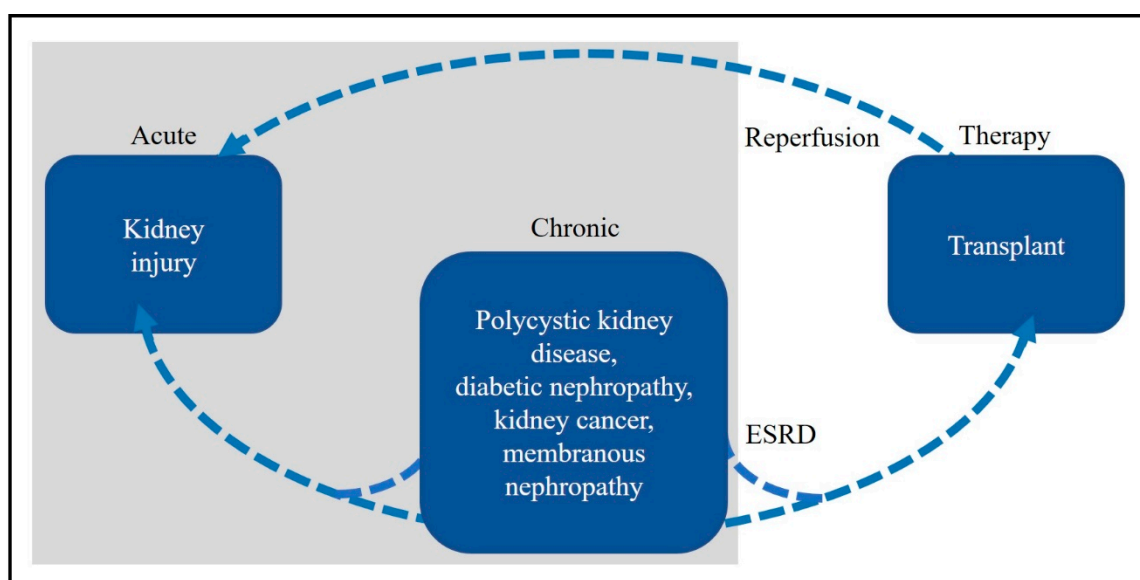 Acute
Kidney
injury
Chronic
Polycystic kidney
disease,
diabetic nephropathy,
kidney cancer,
membranous
nephropathy
Reperfusion
Therapy
Transplant
ESRD